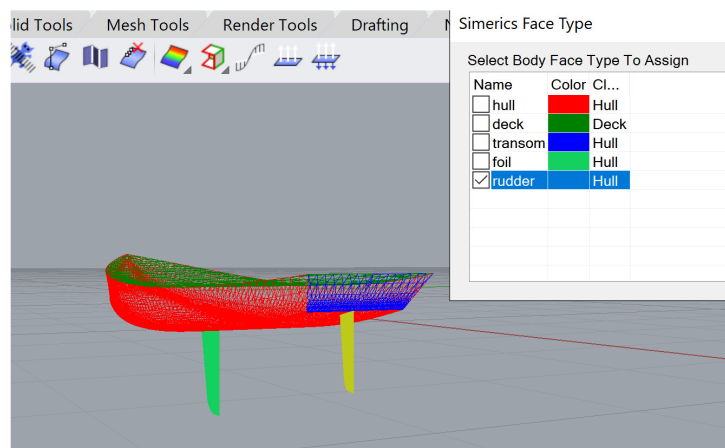 lid Tools Mesh Tools Render Tools Drafting
Simerics Face Type
Select Body Face Type To Assign
Name Color Cl...
hull Hull
deck Deck
transom Hull
foil Hull
rudder Hull